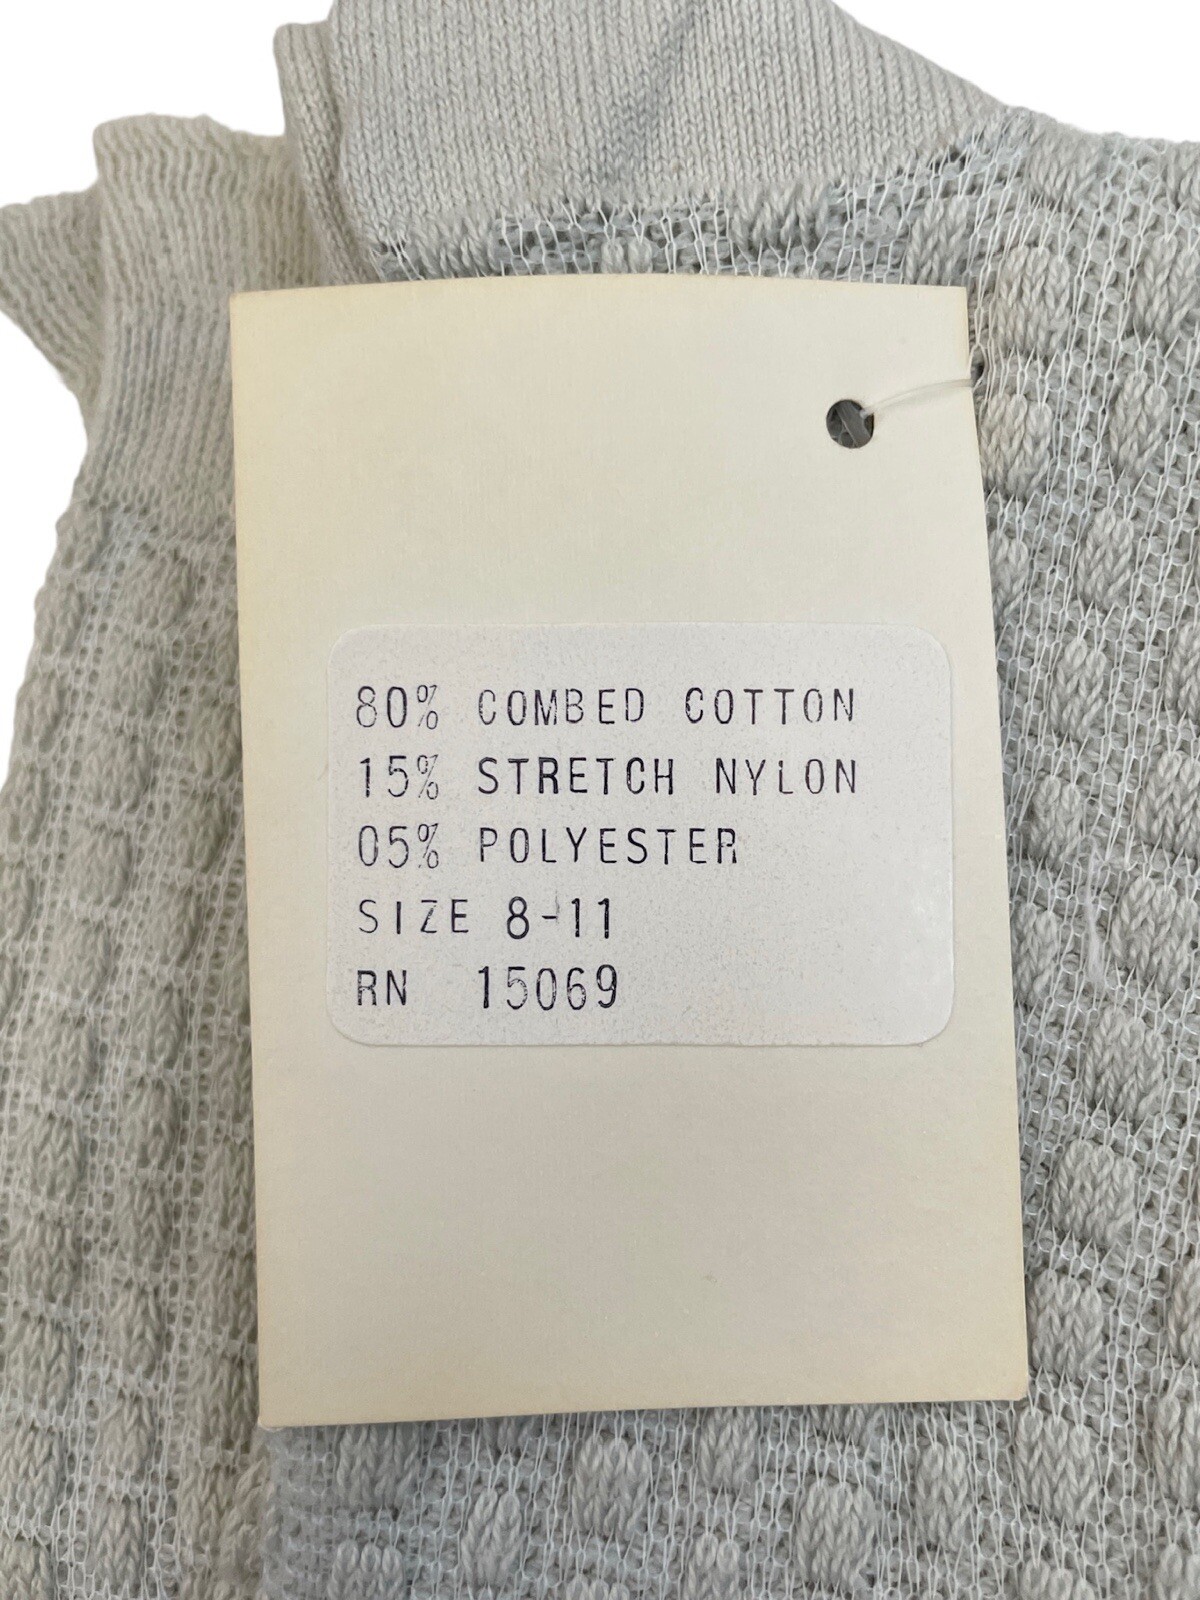 80% COMBED COTTON
15% STRETCH NYLON
05% POLYESTER
SIZE 8-11
RN 15069